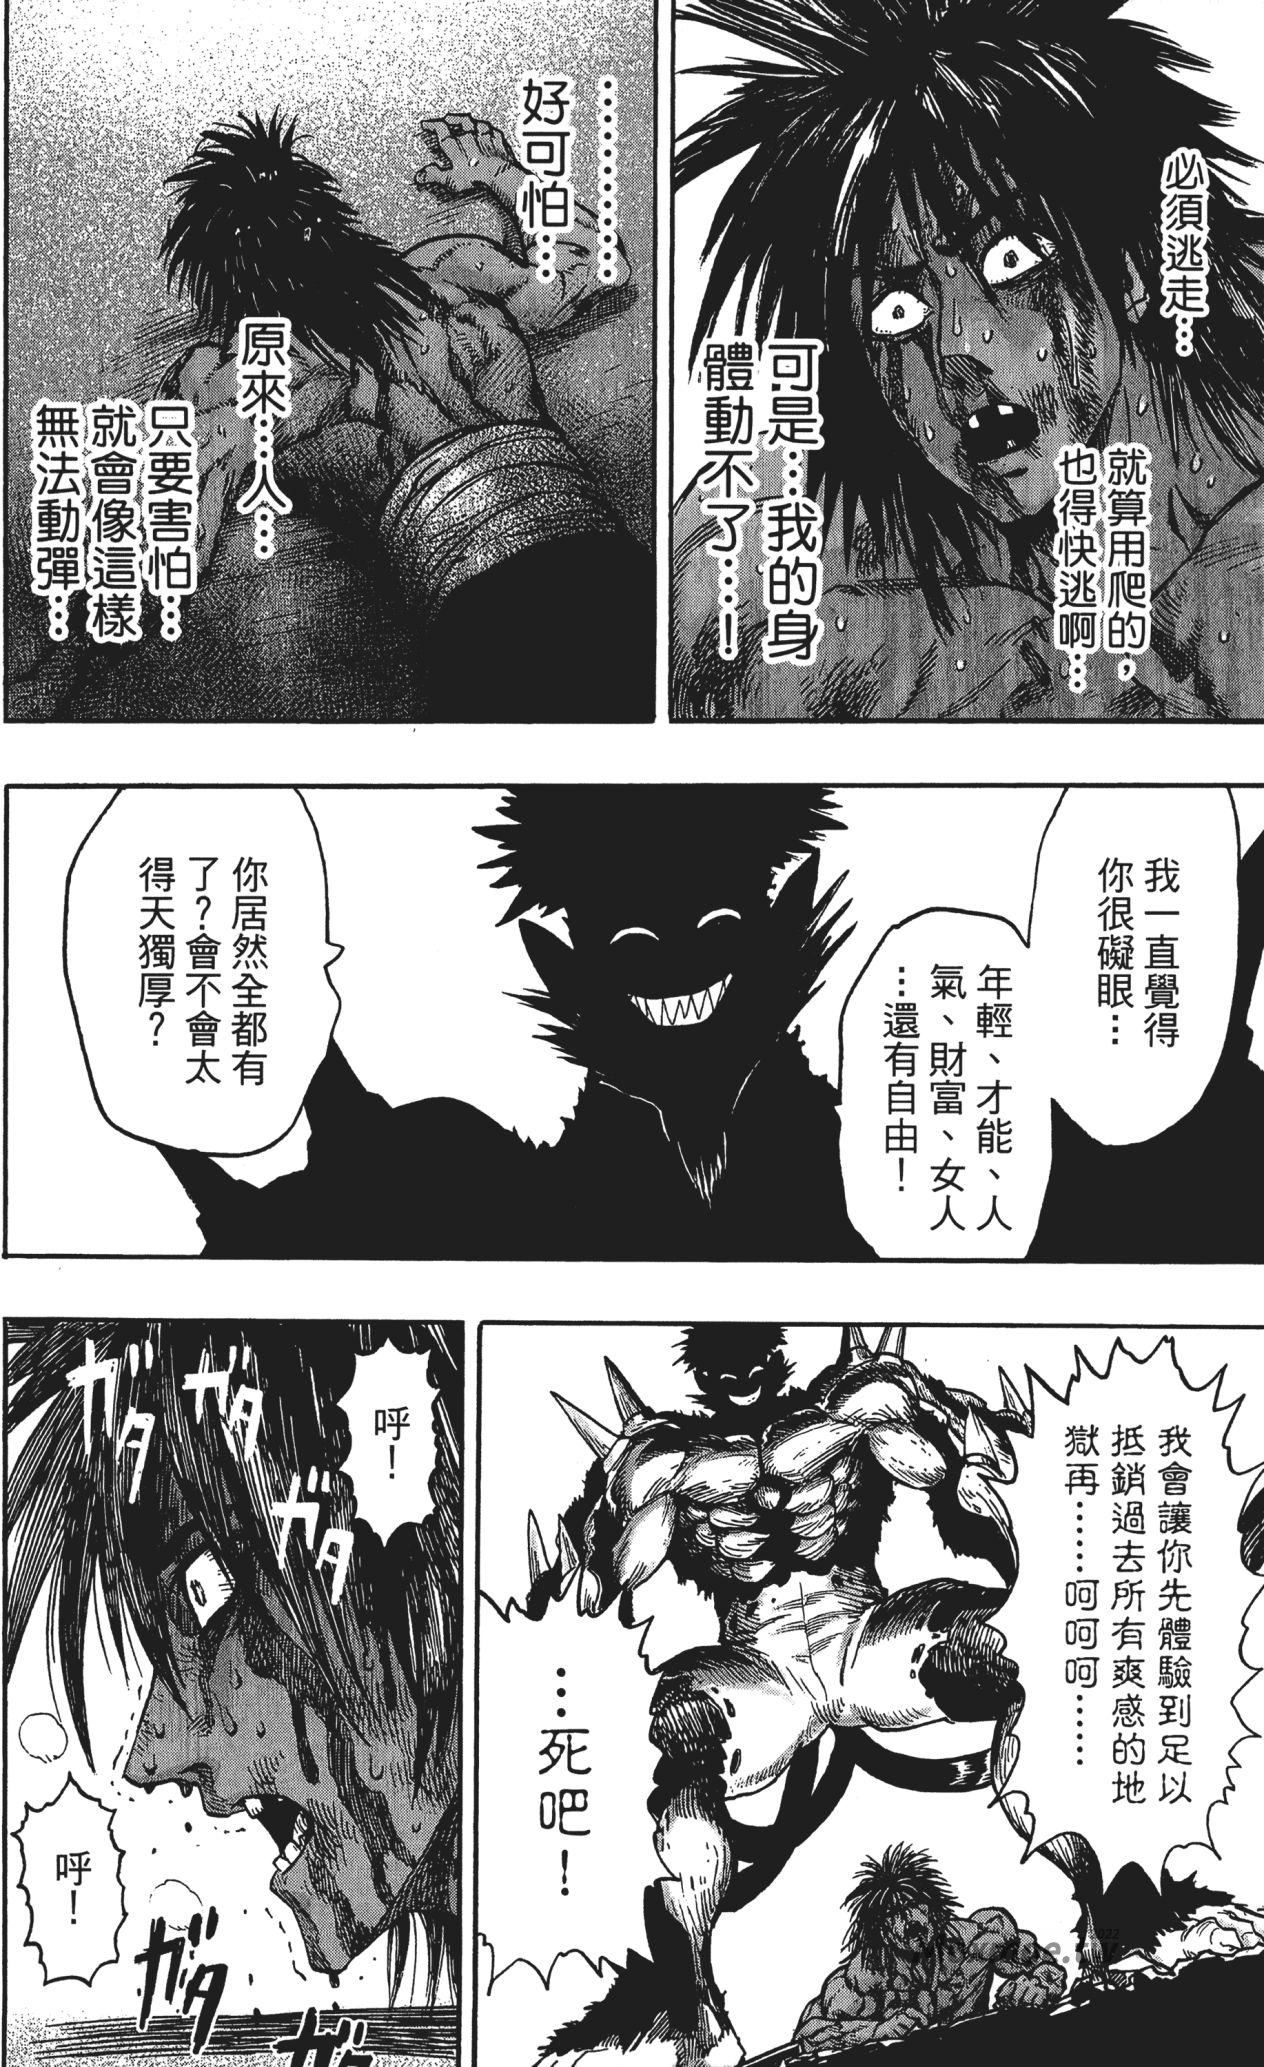 必須逃走…
就算用爬的，
也得快逃啊…
可是…我的身
體動不了……！
…………
好可怕…
原來…人…
只要害怕…
就會像這樣
無法動彈…
我一直覺得
你很礙眼…
年輕、才能、人
氣、財富、女人
…還有自由！
你居然全都有
了？會不會太
得天獨厚？
我會讓你先體驗到足以
抵銷過去所有爽感的地
獄再……呵呵呵……
…死吧！
呼！
ガタ
ガタ
ガタ
呼！
ガタ
ガタ